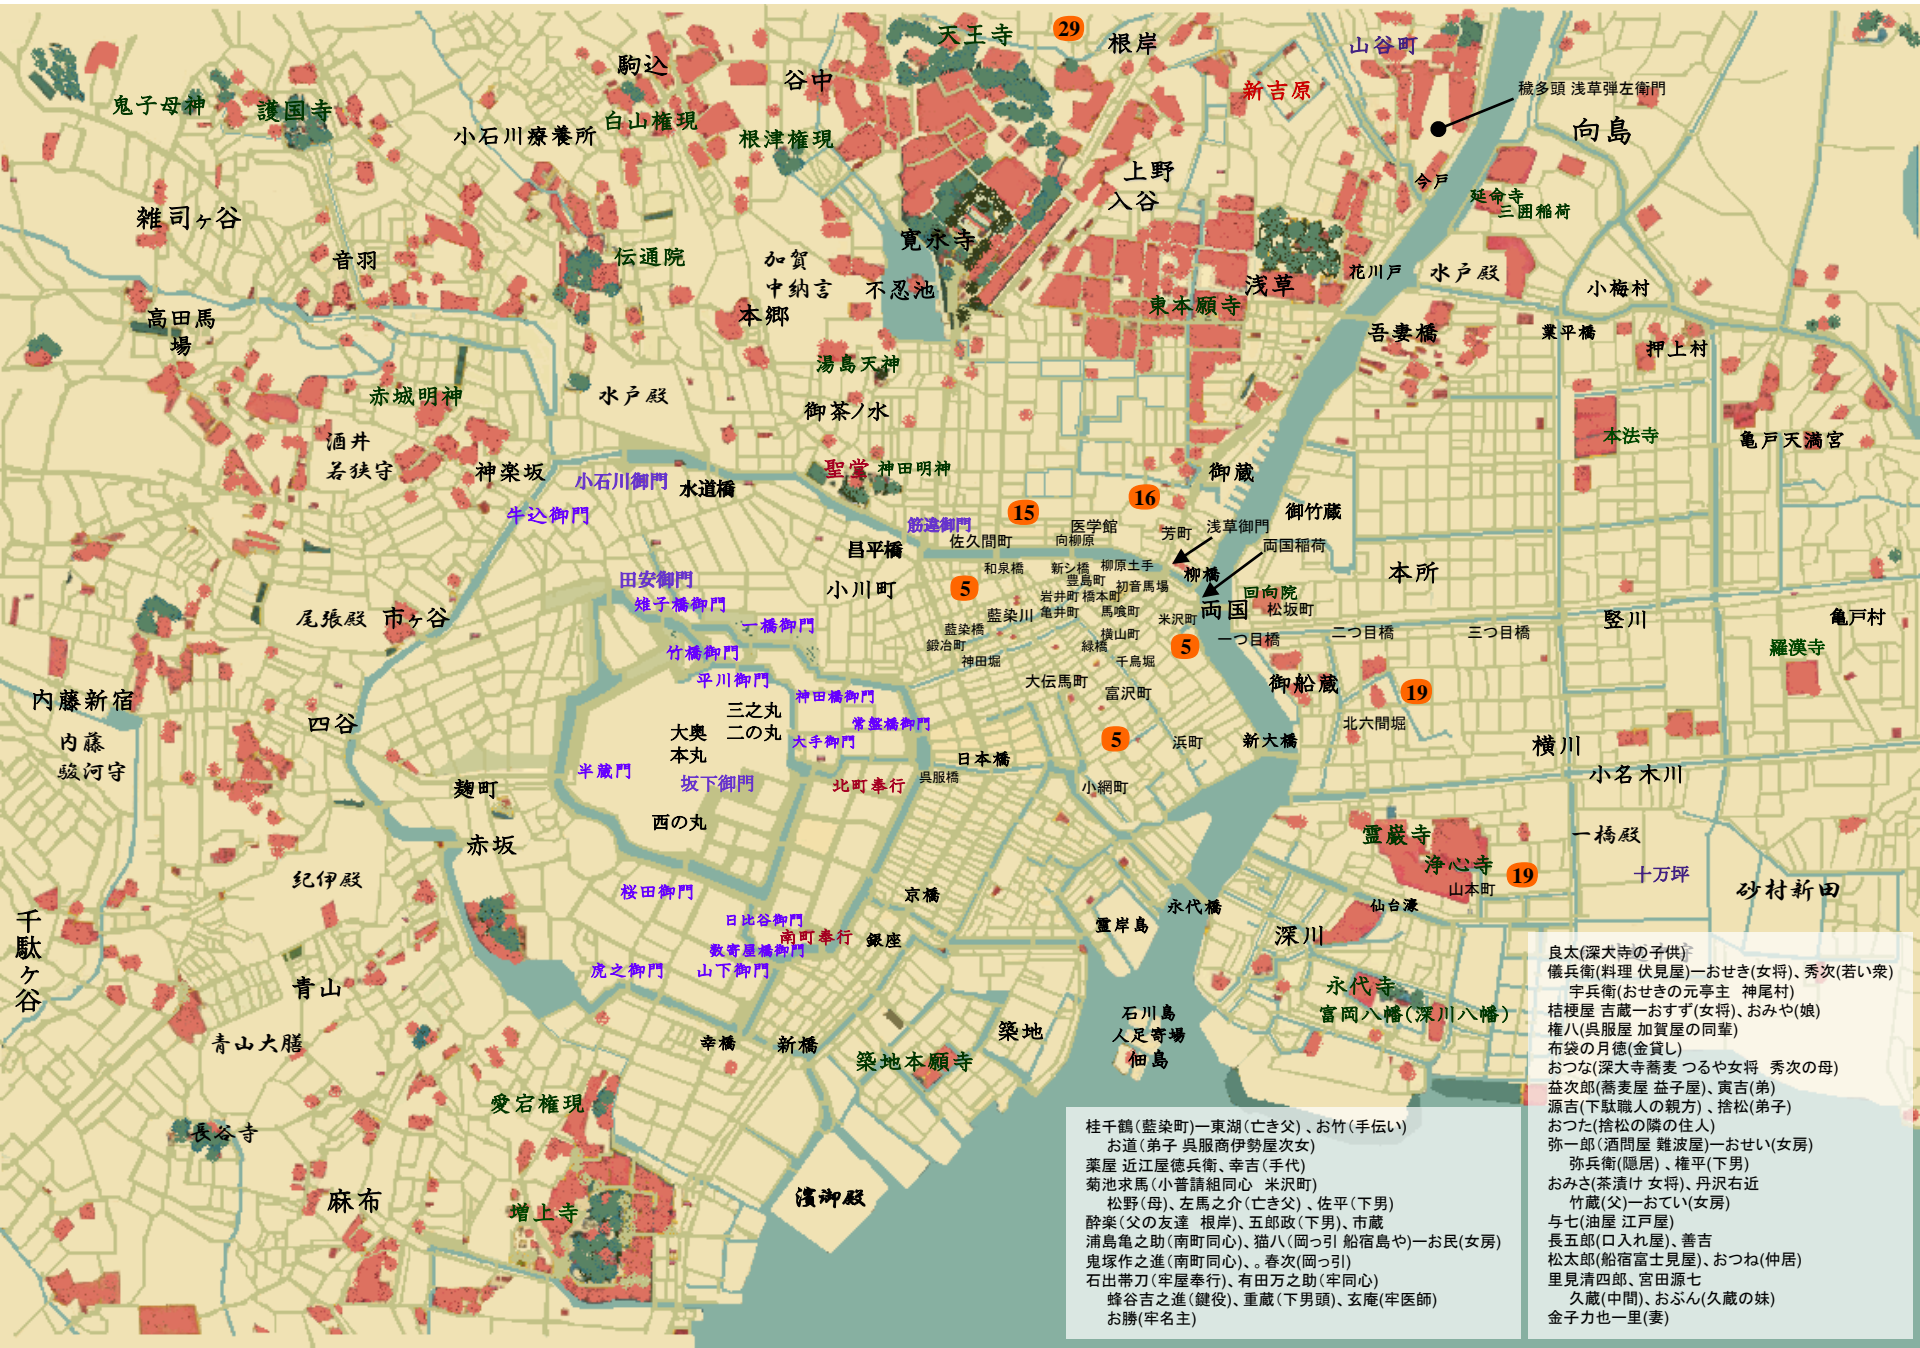 天王寺
29
根岸
山谷町
駒込
谷中
新吉原
穢多頭 浅草弾左衛門
鬼子母神
護国寺
白山権現
小石川療養所
根津権現
向島
上野
入谷
今戸
延命寺
三囲稲荷
雑司ヶ谷
音羽
伝通院
加賀
中納言
寛永寺
不忍池
浅草
花川戸
水戸殿
小梅村
高田馬
場
本郷
東本願寺
吾妻橋
業平橋
押上村
湯島天神
赤城明神
水戸殿
御茶ノ水
酒井
若狭守
神楽坂
本法寺
亀戸天満宮
聖堂
神田明神
御蔵
小石川御門
水道橋
牛込御門
16
15
御竹蔵
筋違御門
医学館
芳町
浅草御門
昌平橋
佐久間町
向柳原
両国稲荷
和泉橋
新シ橋
柳原土手
柳橋
本所
田安御門
小川町
5
豊島町
初音馬場
回向院
雉子橋御門
岩井町
橋本町
両国
松坂町
尾張殿
市ヶ谷
一橋御門
藍染川
亀井町
馬喰町
米沢町
竪川
亀戸村
藍染橋
横山町
一つ目橋
二つ目橋
三つ目橋
鍛冶町
緑橋
5
羅漢寺
竹橋御門
神田堀
千鳥堀
平川御門
大伝馬町
富沢町
御船蔵
19
内藤新宿
神田橋御門
三之丸
四谷
常盤橋御門
北六間堀
大奥
二の丸
大手御門
5
浜町
新大橋
内藤
駿河守
本丸
日本橋
横川
半蔵門
坂下御門
北町奉行
呉服橋
小名木川
麹町
小網町
西の丸
霊巌寺
一橋殿
赤坂
浄心寺
19
十万坪
紀伊殿
山本町
砂村新田
桜田御門
京橋
永代橋
仙台濠
千駄ヶ谷
日比谷御門
霊岸島
南町奉行
銀座
深川
数寄屋橋御門
虎之御門
山下御門
青山
永代寺
石川島
人足寄場
佃島
富岡八幡(深川八幡)
青山大膳
幸橋
新橋
築地
築地本願寺
愛宕権現
長谷寺
麻布
増上寺
濱御殿
桂千鶴(藍染町)―東湖(亡き父)、お竹(手伝い)
お道(弟子 呉服商伊勢屋次女)
薬屋 近江屋徳兵衛、幸吉(手代)
菊池求馬(小普請組同心 米沢町)
松野(母)、左馬之介(亡き父)、佐平(下男)
酔楽(父の友達 根岸)、五郎政(下男)、市蔵
浦島亀之助(南町同心)、猫八(岡っ引 船宿島や)―お民(女房)
鬼塚作之進(南町同心)、。春次(岡っ引)
石出帯刀(牢屋奉行)、有田万之助(牢同心)
蜂谷吉之進(鍵役)、重蔵(下男頭)、玄庵(牢医師)
お勝(牢名主)
良太(深大寺の子供)
儀兵衛(料理 伏見屋)―おせき(女将)、秀次(若い衆)
宇兵衛(おせきの元亭主 神尾村)
桔梗屋 吉蔵―おすず(女将)、おみや(娘)
権八(呉服屋 加賀屋の同輩)
布袋の月徳(金貸し)
おつな(深大寺蕎麦 つるや女将 秀次の母)
益次郎(蕎麦屋 益子屋)、寅吉(弟)
源吉(下駄職人の親方)、捨松(弟子)
おつた(捨松の隣の住人)
弥一郎(酒問屋 難波屋)―おせい(女房)
弥兵衛(隠居)、権平(下男)
おみさ(茶漬け 女将)、丹沢右近
竹蔵(父)―おてい(女房)
与七(油屋 江戸屋)
長五郎(口入れ屋)、善吉
松太郎(船宿富士見屋)、おつね(仲居)
里見清四郎、宮田源七
久蔵(中間)、おぶん(久蔵の妹)
金子力也―里(妻)